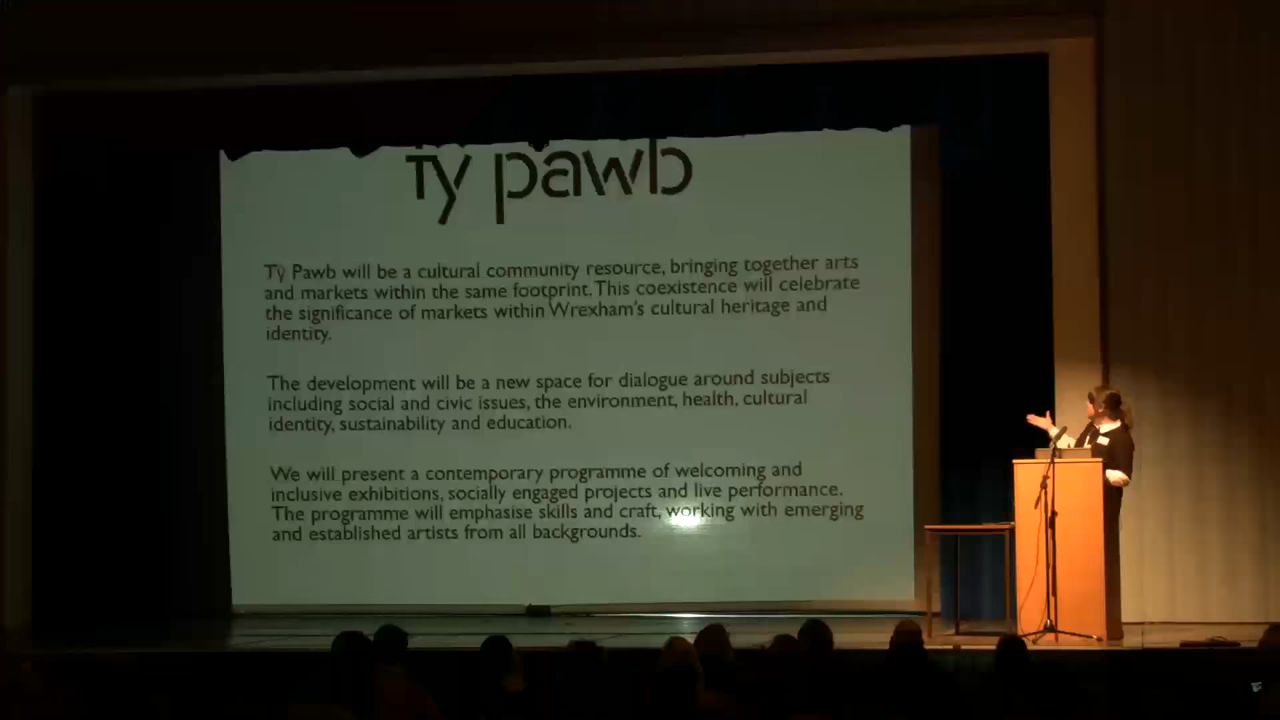 Ty pawb
Tŷ Pawb will be a cultural community resource, bringing together arts
and markets within the same footprint. This coexistence will celebrate
the significance of markets within Wrexham's cultural heritage and
identity.
The development will be a new space for dialogue around subjects
including social and civic issues, the environment, health, cultural
identity, sustainability and education.
We will present a contemporary programme of welcoming and
inclusive exhibitions, socially engaged projects and live performance.
The programme will emphasise skills and craft, working with emerging
and established artists from all backgrounds.